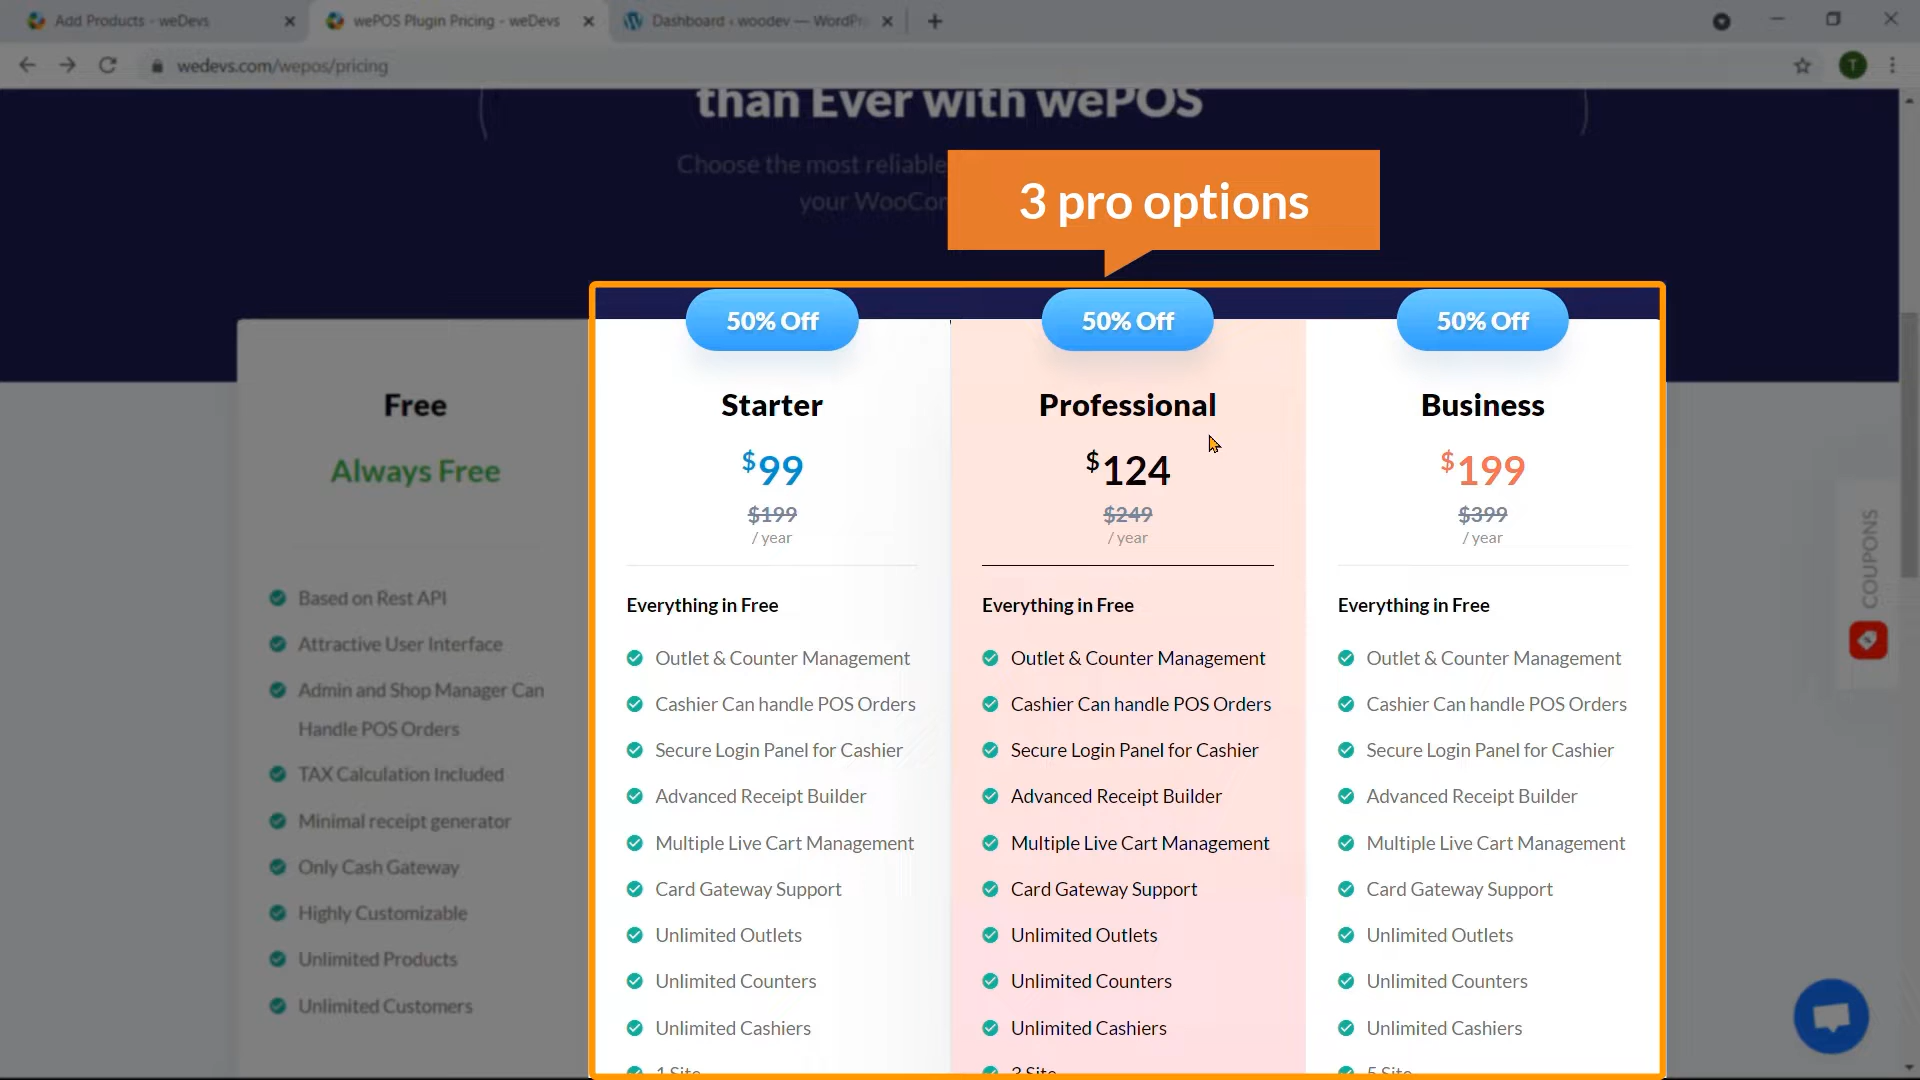 Add Products - weDevs
wePOS Plugin Pricing - weDevs
Dashboard ‹ woodev — WordPr
wedevs.com/wepos/pricing
T
than Ever with wePOS
Choose the most reliable
your WooCor
3 pro options
Free
Always Free
Based on Rest API
Attractive User Interface
Admin and Shop Manager Can
Handle POS Orders
TAX Calculation Included
Minimal receipt generator
Only Cash Gateway
Highly Customizable
Unlimited Products
Unlimited Customers
50% Off
Starter
$99
$199
/ year
Everything in Free
Outlet & Counter Management
Cashier Can handle POS Orders
Secure Login Panel for Cashier
Advanced Receipt Builder
Multiple Live Cart Management
Card Gateway Support
Unlimited Outlets
Unlimited Counters
Unlimited Cashiers
1 Site
50% Off
Professional
$124
$249
/ year
Everything in Free
Outlet & Counter Management
Cashier Can handle POS Orders
Secure Login Panel for Cashier
Advanced Receipt Builder
Multiple Live Cart Management
Card Gateway Support
Unlimited Outlets
Unlimited Counters
Unlimited Cashiers
3 Site
50% Off
Business
$199
$399
/ year
Everything in Free
Outlet & Counter Management
Cashier Can handle POS Orders
Secure Login Panel for Cashier
Advanced Receipt Builder
Multiple Live Cart Management
Card Gateway Support
Unlimited Outlets
Unlimited Counters
Unlimited Cashiers
5 Site
COUPONS